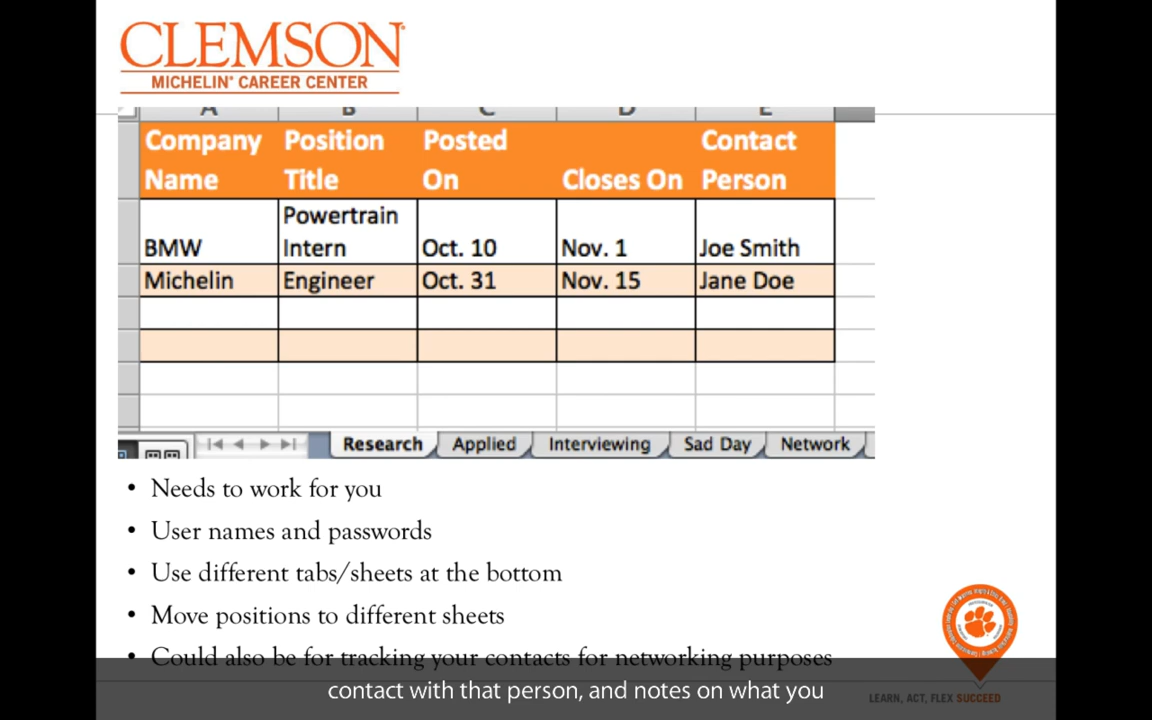 CLEMSON
MICHELIN® CAREER CENTER
A B C D E
Company Name Position Title Posted On Closes On Contact Person
BMW Powertrain Intern Oct. 10 Nov. 1 Joe Smith
Michelin Engineer Oct. 31 Nov. 15 Jane Doe
Research Applied Interviewing Sad Day Network
• Needs to work for you
• User names and passwords
• Use different tabs/sheets at the bottom
• Move positions to different sheets
• Could also be for tracking your contacts for networking purposes
contact with that person, and notes on what you
LEARN, ACT, FLEX SUCCEED